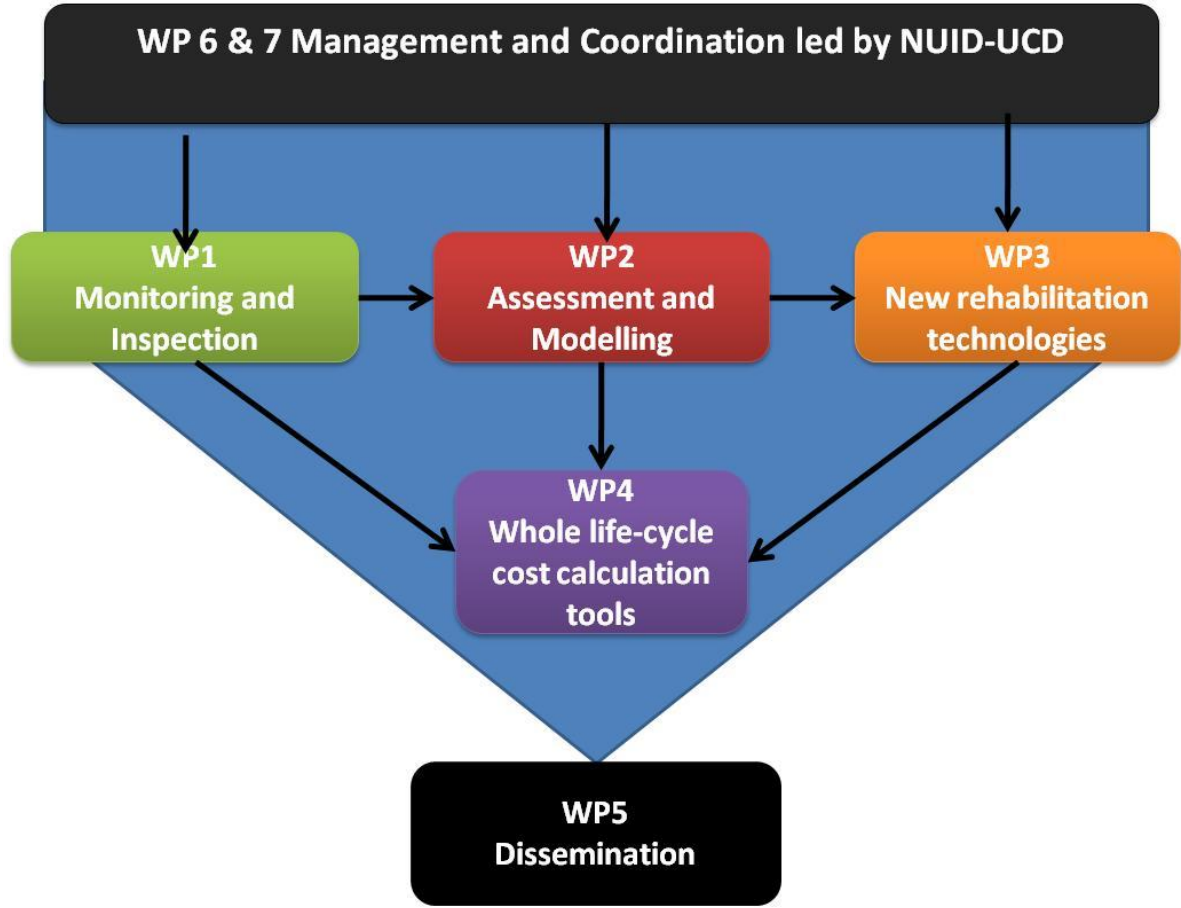 WP 6 & 7 Management and Coordination led by NUID-UCD
WP1
Monitoring and
Inspection
WP2
Assessment and
Modelling
WP3
New rehabilitation
technologies
WP4
Whole life-cycle
cost calculation
tools
WP5
Dissemination